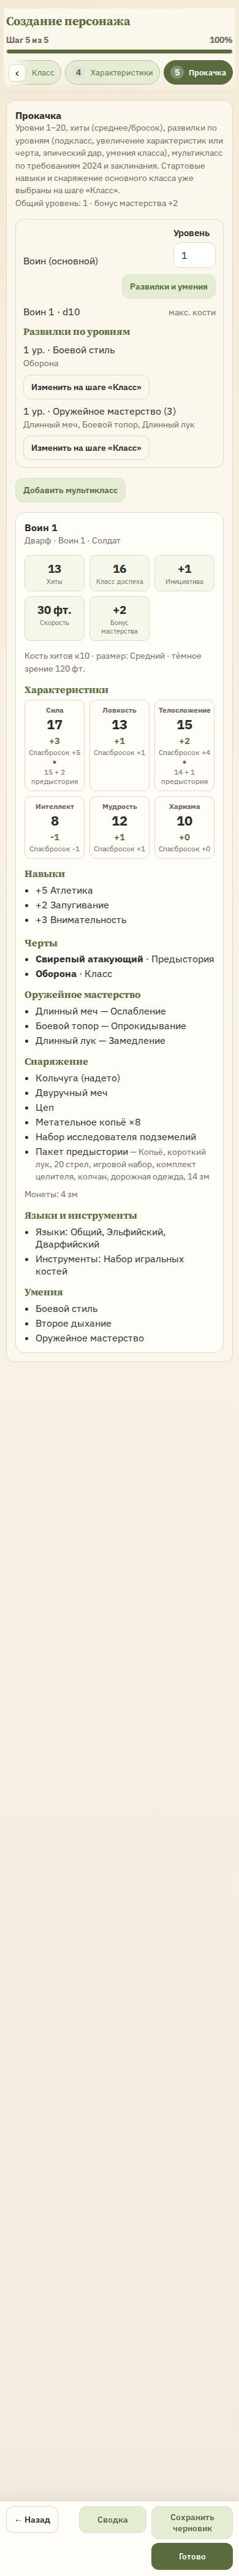 Создание персонажа
Шаг 5 из 5 100%
‹ Класс 4 Характеристики 5 Прокачка
Прокачка
Уровни 1–20, хиты (среднее/бросок), развилки по
уровням (подкласс, увеличение характеристик или
черта, эпический дар, умения класса), мультикласс
по требованиям 2024 и заклинания. Стартовые
навыки и снаряжение основного класса уже
выбраны на шаге «Класс».
Общий уровень: 1 · бонус мастерства +2
Уровень
Воин (основной) 1
Развилки и умения
Воин 1 · d10 макс. кости
Развилки по уровням
1 ур. · Боевой стиль
Оборона
Изменить на шаге «Класс»
1 ур. · Оружейное мастерство (3)
Длинный меч, Боевой топор, Длинный лук
Изменить на шаге «Класс»
Добавить мультикласс
Воин 1
Дварф · Воин 1 · Солдат
13 16 +1
Хиты Класс доспеха Инициатива
30 фт. +2
Скорость Бонус
мастерства
Кость хитов к10 · размер: Средний · тёмное
зрение 120 фт.
Характеристики
Сила Ловкость Телосложение
17 13 15
+3 +1 +2
Спасбросок +5 Спасбросок +1 Спасбросок +4
• •
15 + 2 14 + 1
предыстория предыстория
Интеллект Мудрость Харизма
8 12 10
-1 +1 +0
Спасбросок -1 Спасбросок +1 Спасбросок +0
Навыки
• +5 Атлетика
• +2 Запугивание
• +3 Внимательность
Черты
• Свирепый атакующий · Предыстория
• Оборона · Класс
Оружейное мастерство
• Длинный меч — Ослабление
• Боевой топор — Опрокидывание
• Длинный лук — Замедление
Снаряжение
• Кольчуга (надето)
• Двуручный меч
• Цеп
• Метательное копьё ×8
• Набор исследователя подземелий
• Пакет предыстории — Копьё, короткий
лук, 20 стрел, игровой набор, комплект
целителя, колчан, дорожная одежда, 14 зм
Монеты: 4 зм
Языки и инструменты
• Языки: Общий, Эльфийский,
Дварфийский
• Инструменты: Набор игральных
костей
Умения
• Боевой стиль
• Второе дыхание
• Оружейное мастерство
← Назад Сводка Сохранить
черновик
Готово